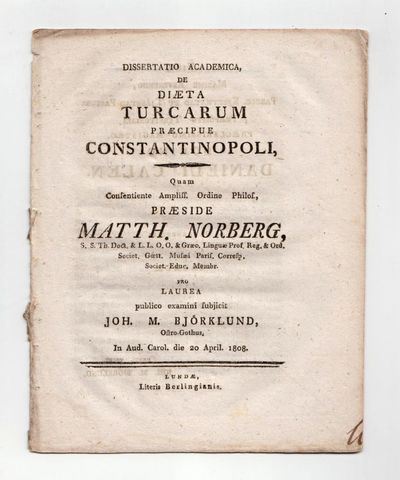 DISSERTATIO ACADEMICA,
DE
DIÆTA
TURCARUM
PRÆCIPUE
CONSTANTINOPOLI,
Quam
Conſentiente Ampliſſ. Ordine Philoſ.,
PRÆSIDE
MATTH. NORBERG,
S. S. Th. Doct. & L. L. O. O. & Græc. Linguæ Prof. Reg. & Ord.
Societ. Gœtt. Muſæi Pariſ. Correſp.
Societ. Educ. Membr.
PRO
LAUREA
publico examini ſubjicit
JOH. M. BJÖRKLUND,
Oſtro-Gothus,
In Aud. Carol. die 20 April. 1808.
LUNDÆ,
Literis Berlingianis.